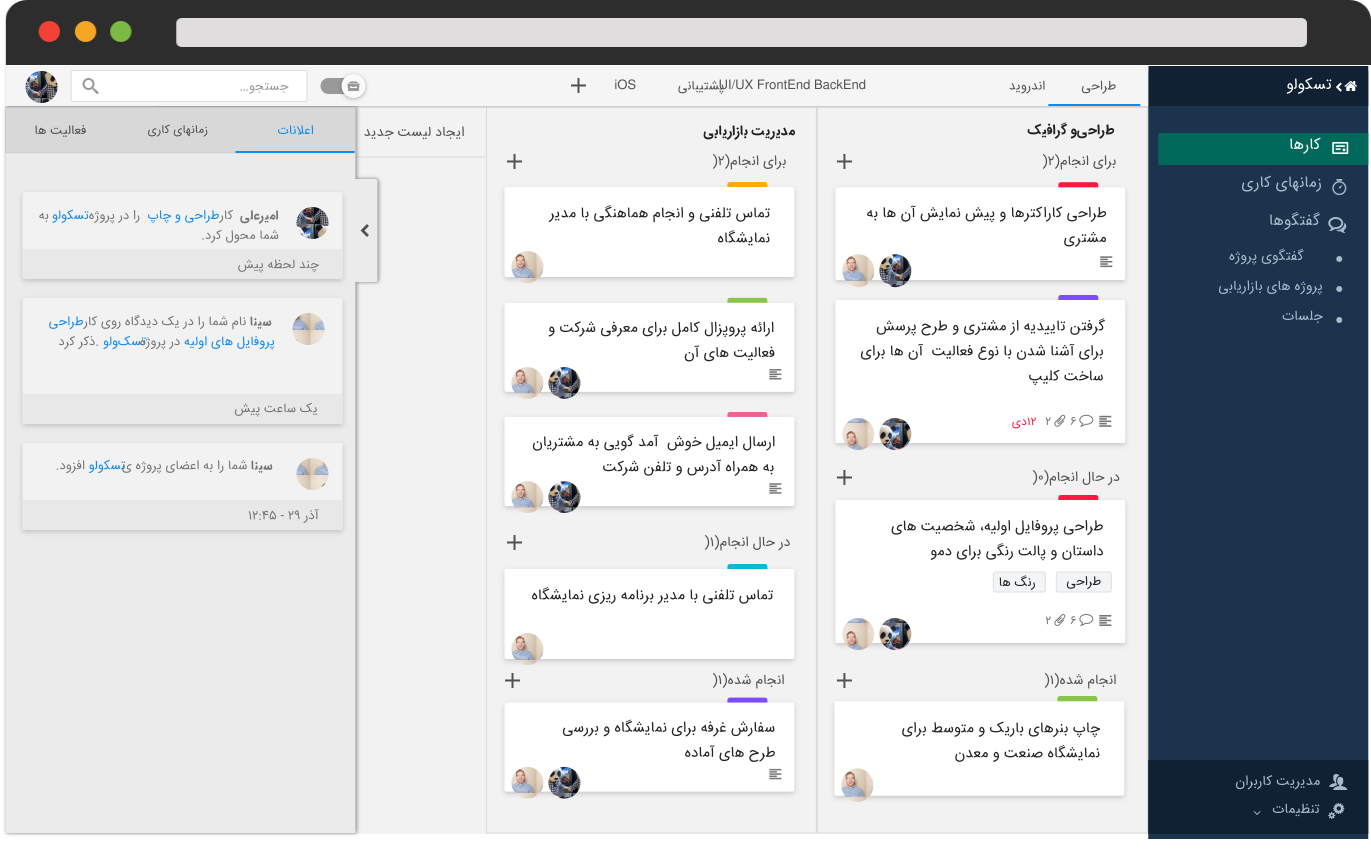 تسکولو
کارها
زمانهای کاری
گفتگوها
گفتگوی پروژه
پروژه های بازاریابی
جلسات
مدیریت کاربران
تنظیمات
طراحی
اندروید
UI/UX FrontEnd BackEnd
پشتیبانی
iOS
جستجو...
طراحی‌و گرافیک
برای انجام(۲(
طراحی کاراکترها و پیش نمایش آن ها به
مشتری
گرفتن تاییدیه از مشتری و طرح پرسش
برای آشنا شدن با نوع فعالیت آن ها برای
ساخت کلیپ
۶ ۲ ۱۲دی
در حال انجام(۰(
طراحی پروفایل اولیه، شخصیت های
داستان و پالت رنگی برای دمو
طراحی رنگ ها
۶ ۲
انجام شده(۱(
چاپ بنرهای باریک و متوسط برای
نمایشگاه صنعت و معدن
مدیریت بازاریابی
برای انجام(۲(
تماس تلفنی و انجام هماهنگی با مدیر
نمایشگاه
ارائه پروپزال کامل برای معرفی شرکت و
فعالیت های آن
ارسال ایمیل خوش آمد گویی به مشتریان
به همراه آدرس و تلفن شرکت
در حال انجام(۱(
تماس تلفنی با مدیر برنامه ریزی نمایشگاه
انجام شده(۱(
سفارش غرفه برای نمایشگاه و بررسی
طرح های آماده
ایجاد لیست جدید
اعلانات
زمانهای کاری
فعالیت ها
امیرعلی کارطراحی و چاپ را در پروژهتسکولو به
شما محول کرد.
چند لحظه پیش
سینا نام شما را در یک دیدگاه روی کارطراحی
پروفایل های اولیه در پروژهتسک‌ولو .ذکر کرد
یک ساعت پیش
سینا شما را به اعضای پروژه یتسکولو افزود.
آذر ۲۹ - ۱۲:۴۵